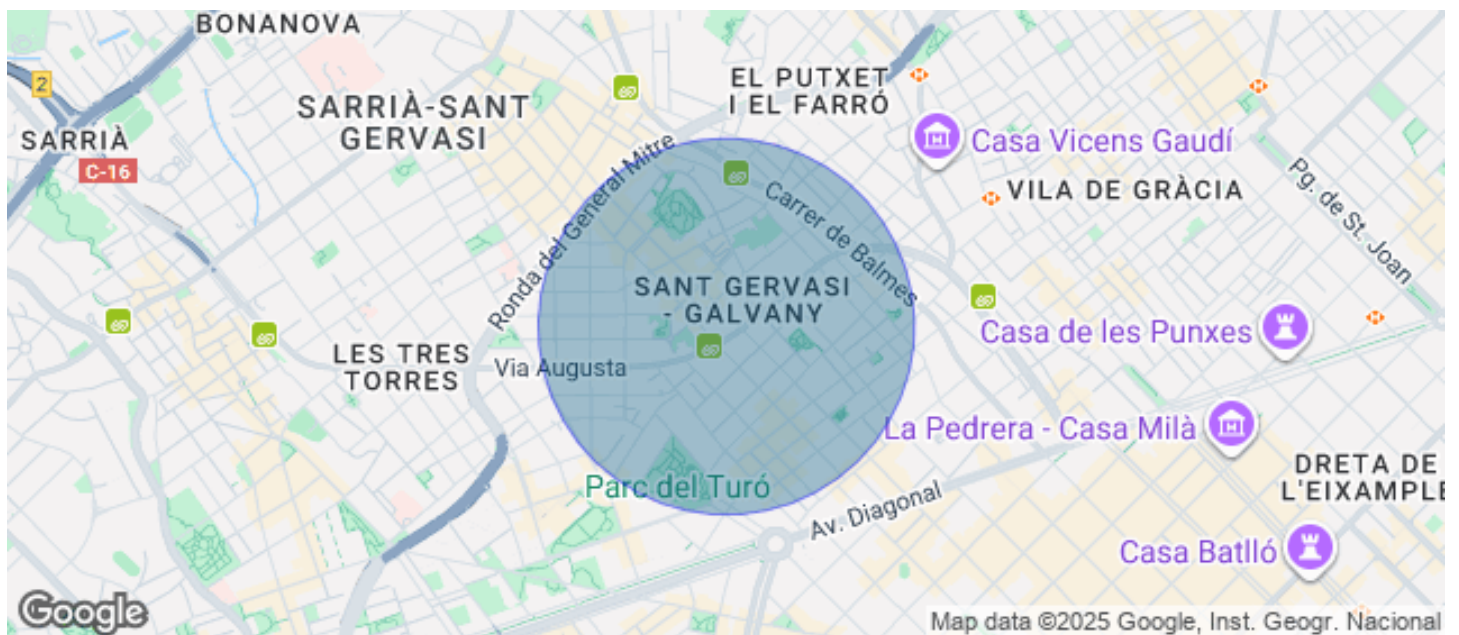 BONANOVA
2
SARRIÀ-SANT
GERVASI
EL PUTXET
I EL FARRÓ
SARRIÀ
C-16
Casa Vicens Gaudí
VILA DE GRÀCIA
Ronda del General Mitre
Carrer de Balmes
Pg. de St. Joan
SANT GERVASI
- GALVANY
Casa de les Punxes
LES TRES
TORRES
Via Augusta
La Pedrera - Casa Milà
DRETA DE
L'EIXAMPLE
Parc del Turó
Av. Diagonal
Casa Batlló
Google
Map data ©2025 Google, Inst. Geogr. Nacional